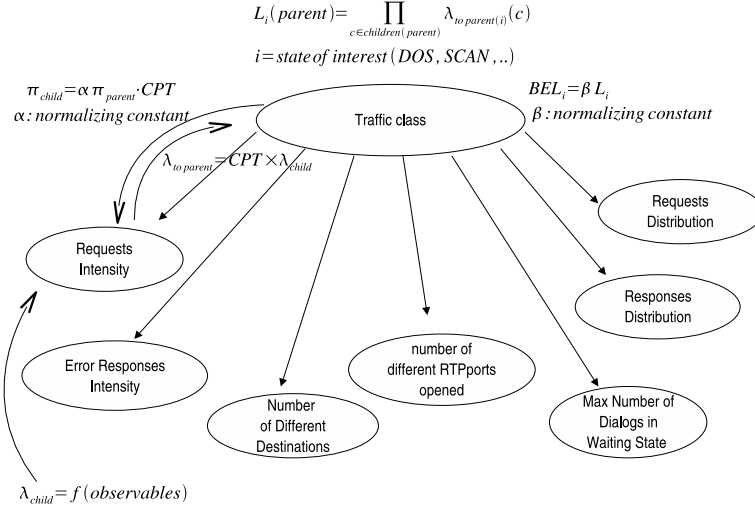 L_i(parent)= ∏_{c∈children(parent)} λ_{to parent(i)}(c)
i=state of interest (DOS, SCAN ,..)
π_child=α π_parent·CPT
α: normalizing constant
BEL_i=β L_i
β : normalizing constant
Traffic class
λ_{to parent}=CPT×λ_child
Requests
Distribution
Requests
Intensity
Responses
Distribution
Error Responses
Intensity
number of
different RTPports
opened
Number
of Different
Destinations
Max Number of
Dialogs in
Waiting State
λ_child=f (observables)